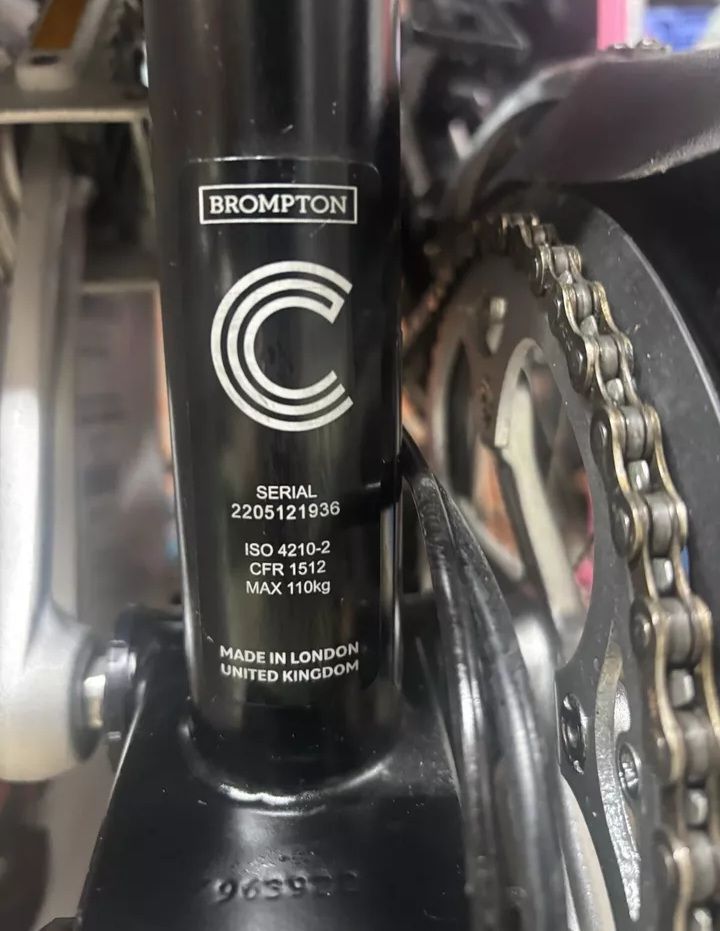 BROMPTON
C
SERIAL
2205121936
ISO 4210-2
CFR 1512
MAX 110kg
MADE IN LONDON
UNITED KINGDOM